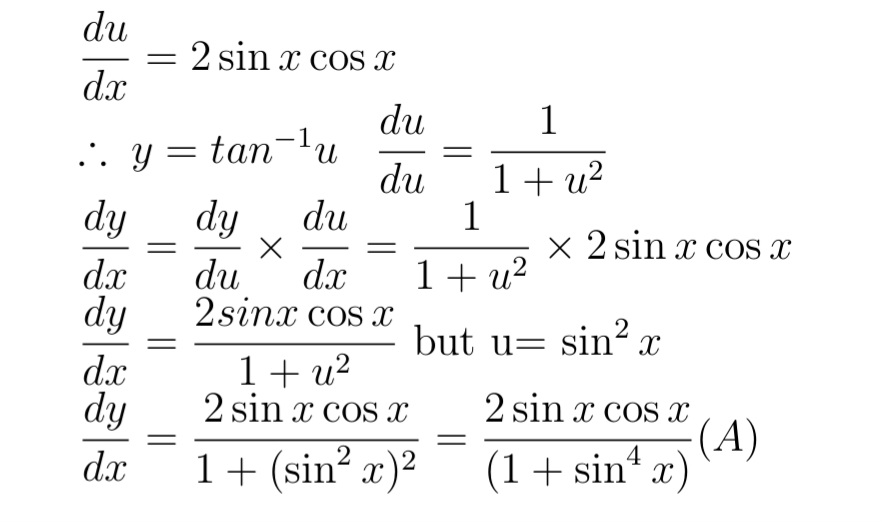 du/dx = 2 sin x cos x
∴ y = tan⁻¹u   du/du = 1/(1 + u²)
dy/dx = dy/du × du/dx = 1/(1 + u²) × 2 sin x cos x
dy/dx = 2sinx cos x/(1 + u²) but u= sin² x
dy/dx = 2 sin x cos x/(1 + (sin² x)²) = 2 sin x cos x/(1 + sin⁴ x) (A)